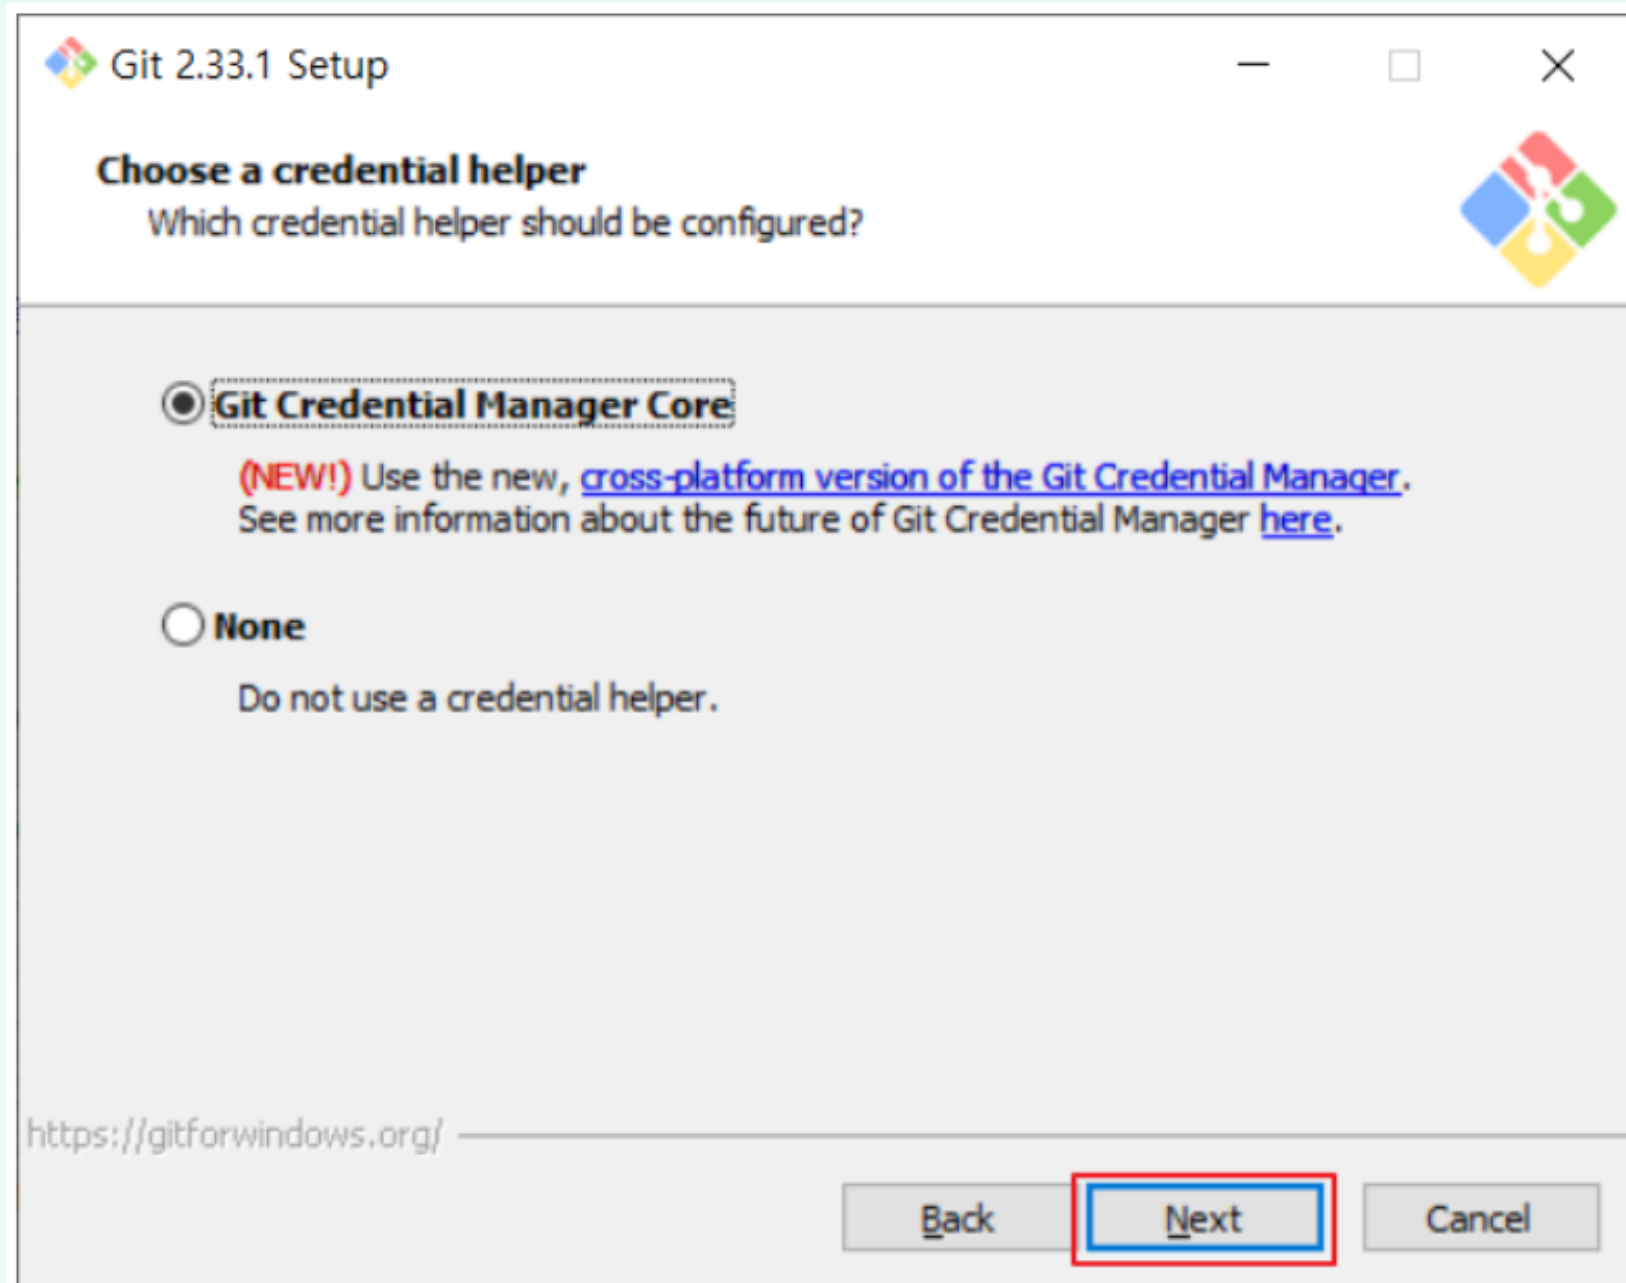 Git 2.33.1 Setup
Choose a credential helper
Which credential helper should be configured?
Git Credential Manager Core
(NEW!) Use the new, cross-platform version of the Git Credential Manager.
See more information about the future of Git Credential Manager here.
None
Do not use a credential helper.
https://gitforwindows.org/
Back Next Cancel